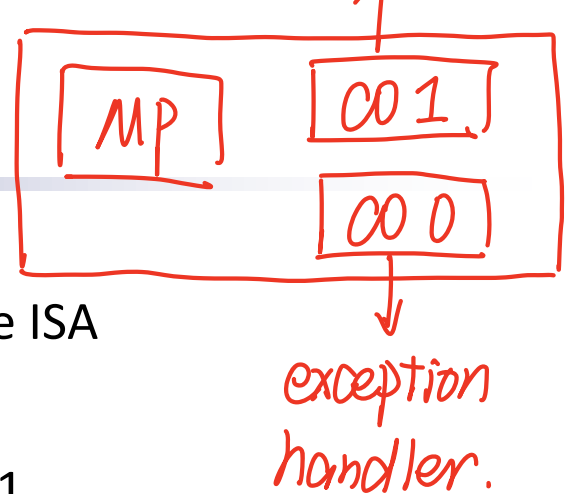 MP
CO 1
CO 0
e ISA
exception
handler.
1